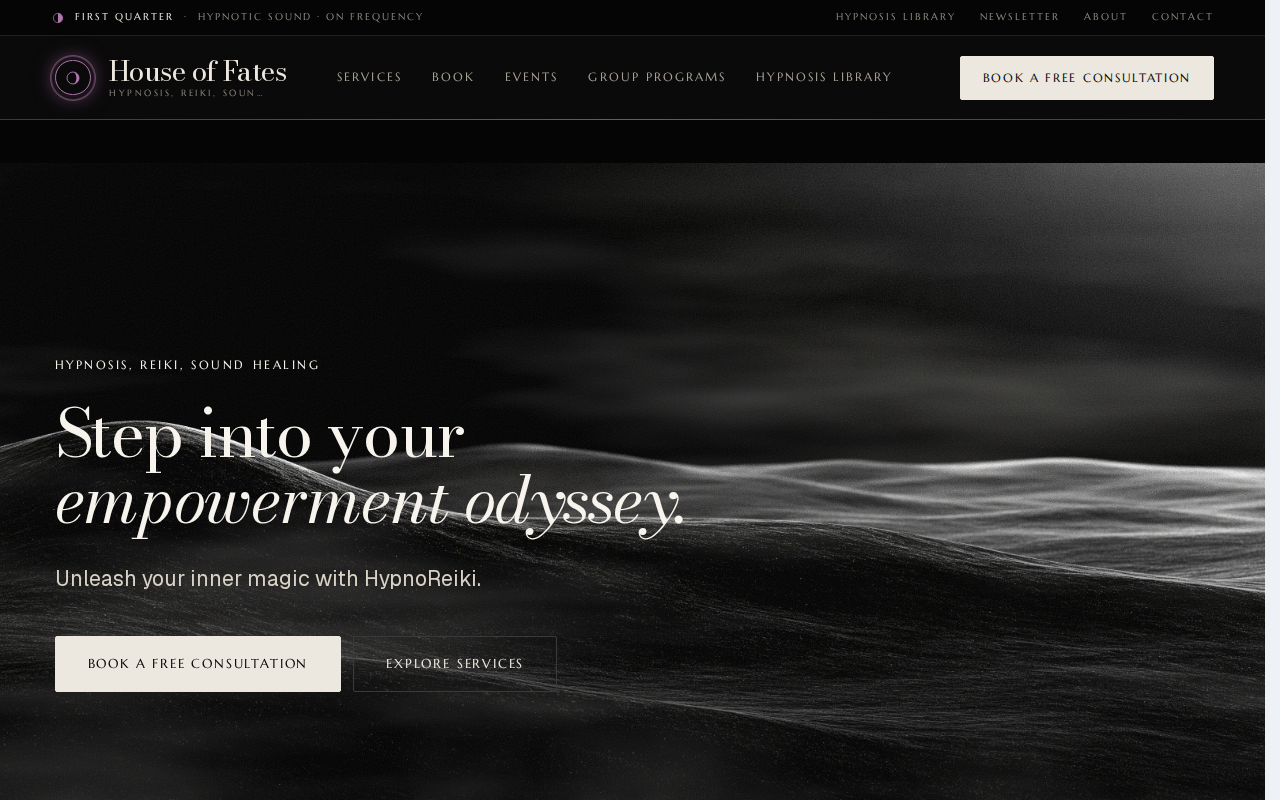 FIRST QUARTER · HYPNOTIC SOUND · ON FREQUENCY
HYPNOSIS LIBRARY NEWSLETTER ABOUT CONTACT
House of Fates
HYPNOSIS, REIKI, SOUN…
SERVICES BOOK EVENTS GROUP PROGRAMS HYPNOSIS LIBRARY
BOOK A FREE CONSULTATION
HYPNOSIS, REIKI, SOUND HEALING
Step into your
empowerment odyssey.
Unleash your inner magic with HypnoReiki.
BOOK A FREE CONSULTATION
EXPLORE SERVICES